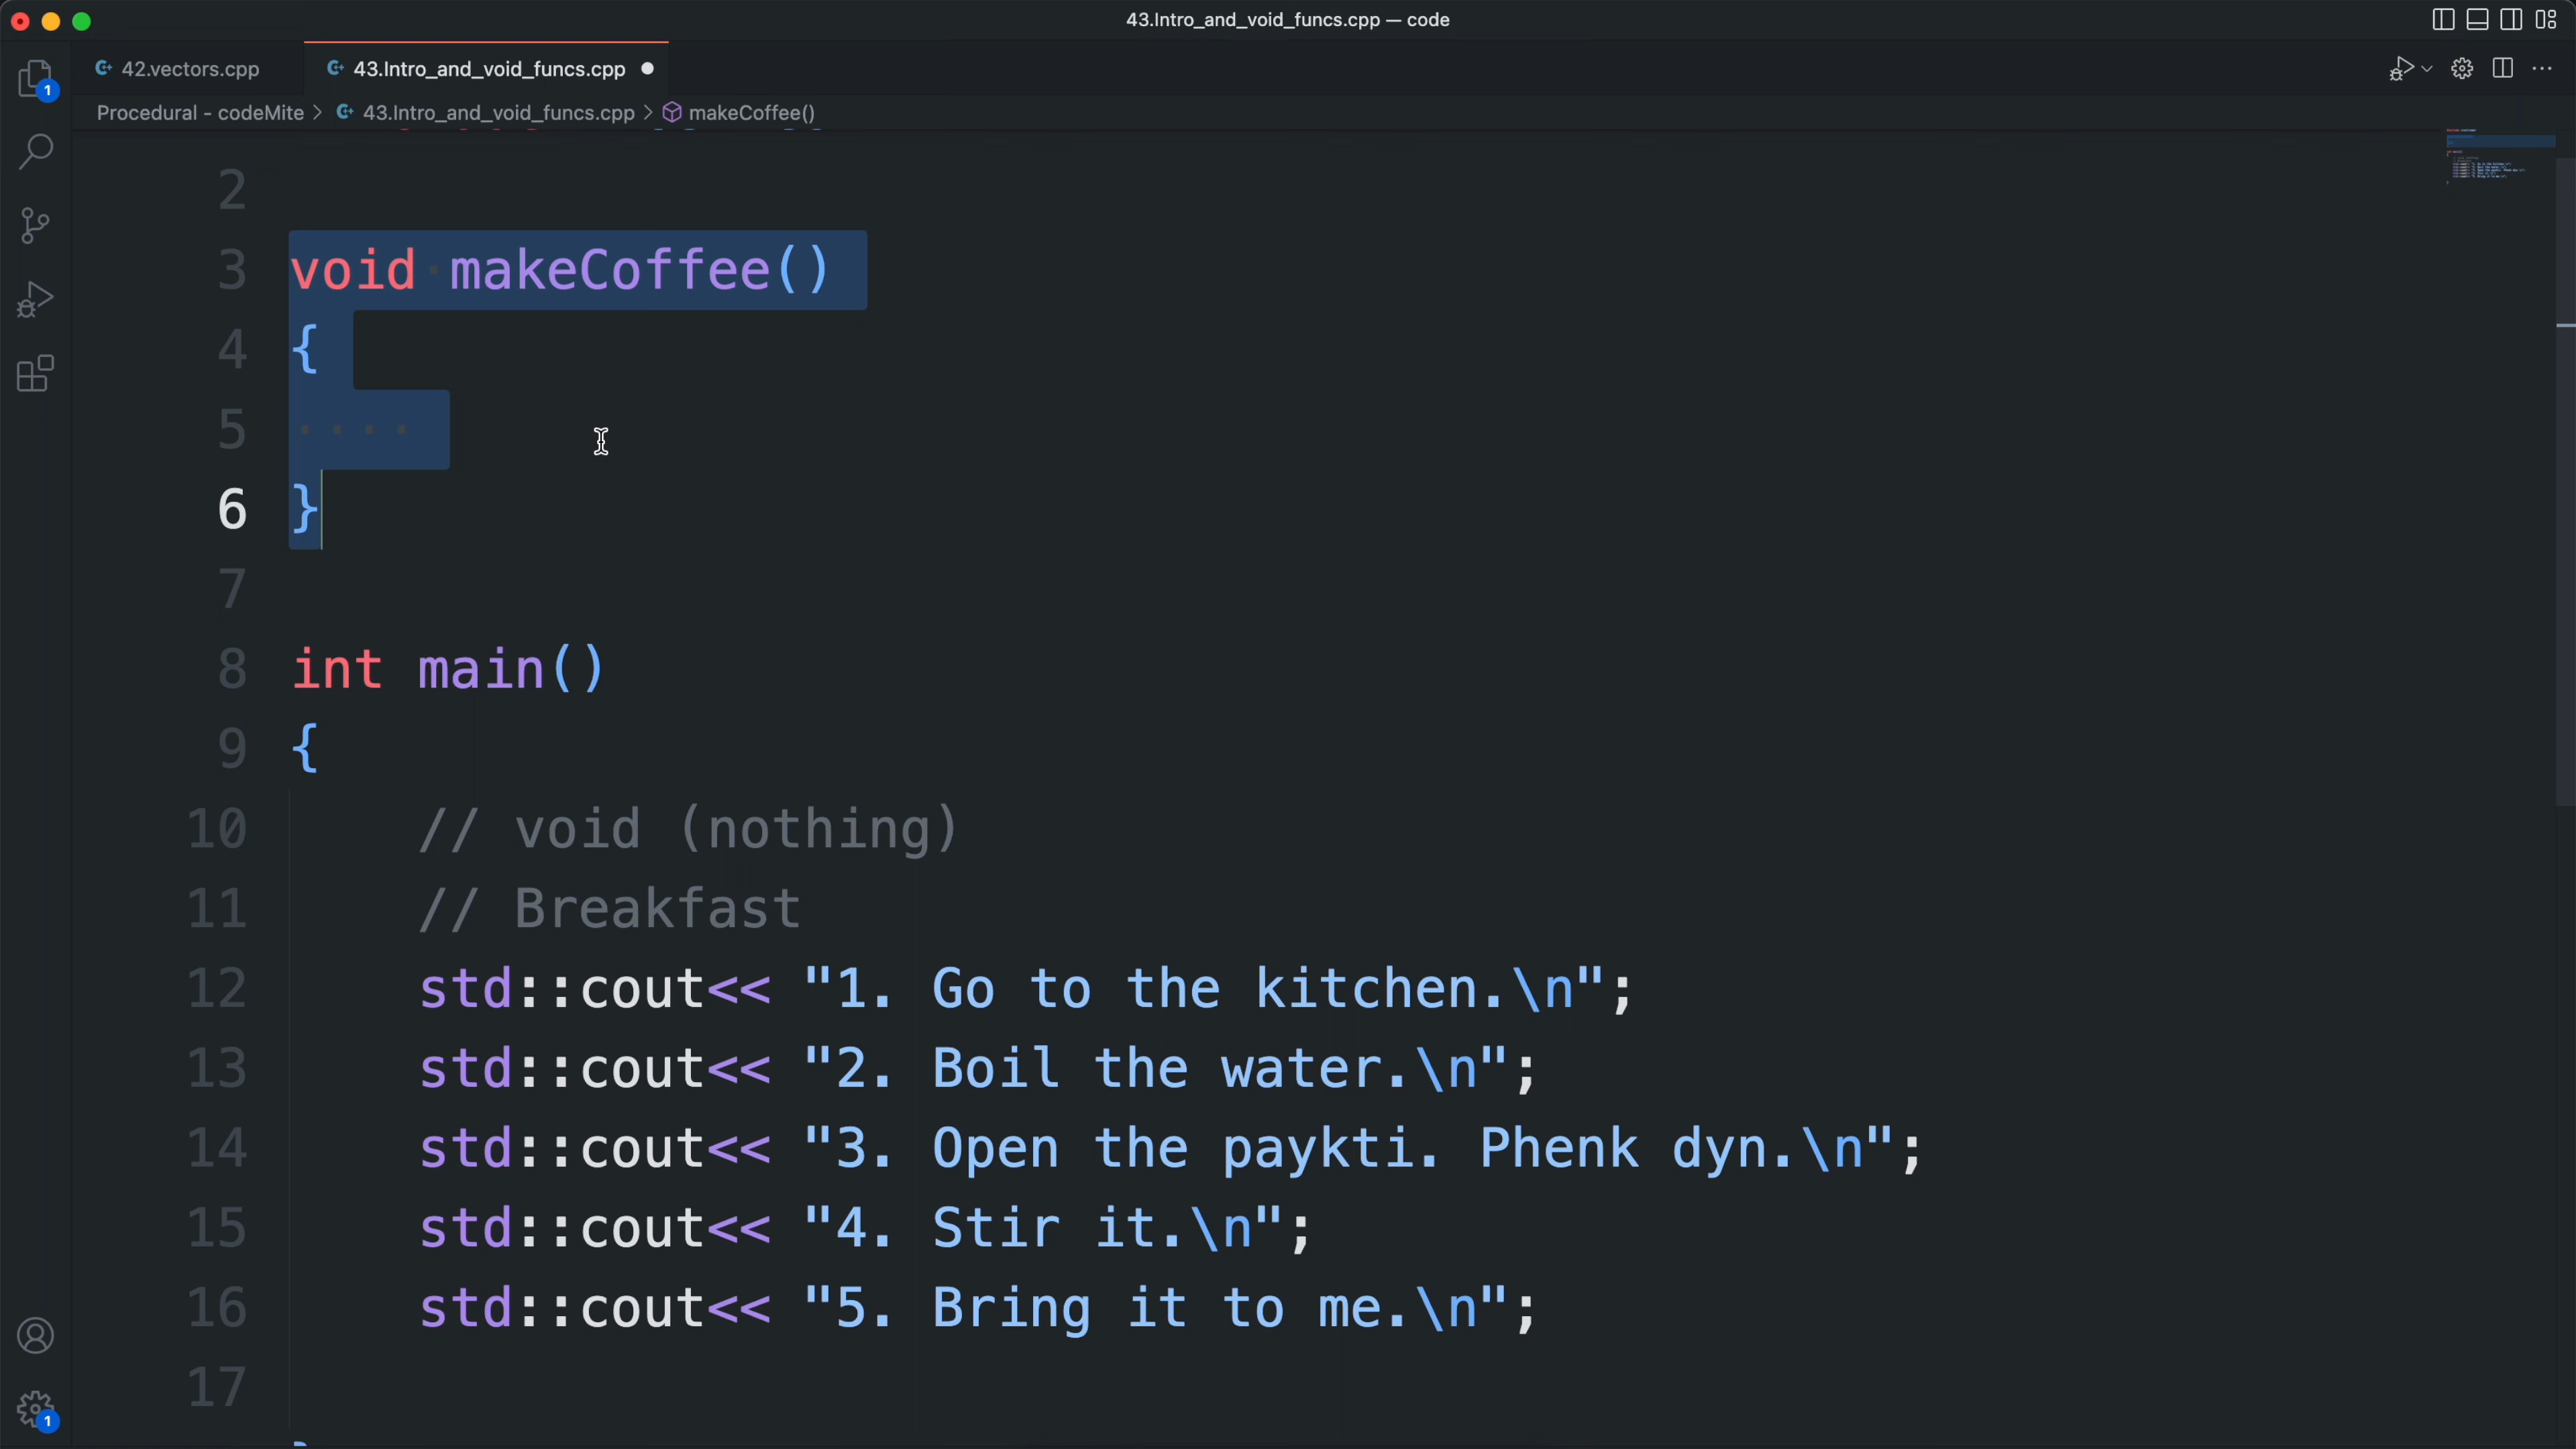 43.Intro_and_void_funcs.cpp — code
42.vectors.cpp
43.Intro_and_void_funcs.cpp
1
Procedural - codeMite > 43.Intro_and_void_funcs.cpp > makeCoffee()
2
3 void makeCoffee()
4 {
5
6 }
7
8 int main()
9 {
10 // void (nothing)
11 // Breakfast
12 std::cout<< "1. Go to the kitchen.\n";
13 std::cout<< "2. Boil the water.\n";
14 std::cout<< "3. Open the paykti. Phenk dyn.\n";
15 std::cout<< "4. Stir it.\n";
16 std::cout<< "5. Bring it to me.\n";
17
1